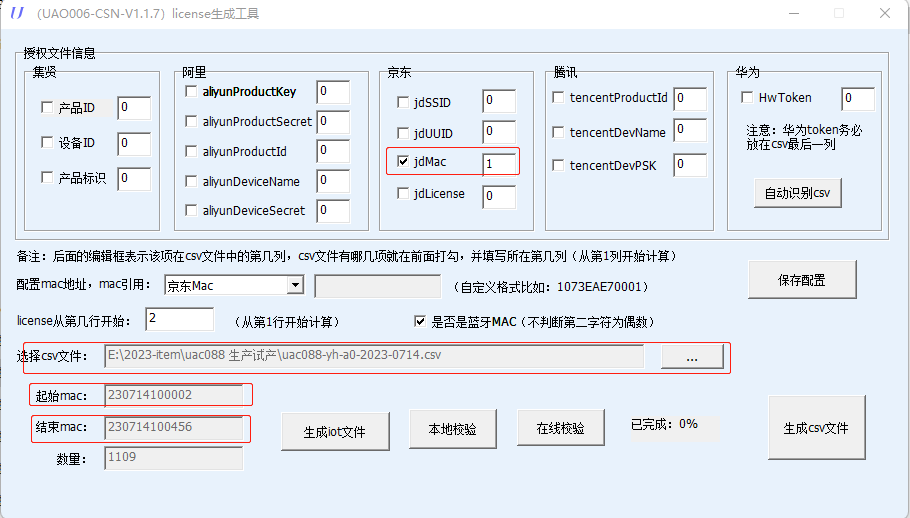 (UAO006-CSN-V1.1.7) license生成工具
授权文件信息
集贤
产品ID 0
设备ID 0
产品标识 0
阿里
aliyunProductKey 0
aliyunProductSecret 0
aliyunProductId 0
aliyunDeviceName 0
aliyunDeviceSecret 0
京东
jdSSID 0
jdUUID 0
jdMac 1
jdLicense 0
腾讯
tencentProductId 0
tencentDevName 0
tencentDevPSK 0
华为
HwToken 0
注意：华为token务必
放在csv最后一列
自动识别csv
备注：后面的编辑框表示该项在csv文件中的第几列，csv文件有哪几项就在前面打勾，并填写所在第几列（从第1列开始计算）
配置mac地址，mac引用： 京东Mac （自定义格式比如：1073EAE70001）
保存配置
license从第几行开始： 2 （从第1行开始计算） 是否是蓝牙MAC（不判断第二字符为偶数）
选择csv文件： E:\2023-item\uac088 生产试产\uac088-yh-a0-2023-0714.csv ...
起始mac： 230714100002
结束mac： 230714100456
数量： 1109
生成iot文件
本地校验
在线校验
已完成：0%
生成csv文件